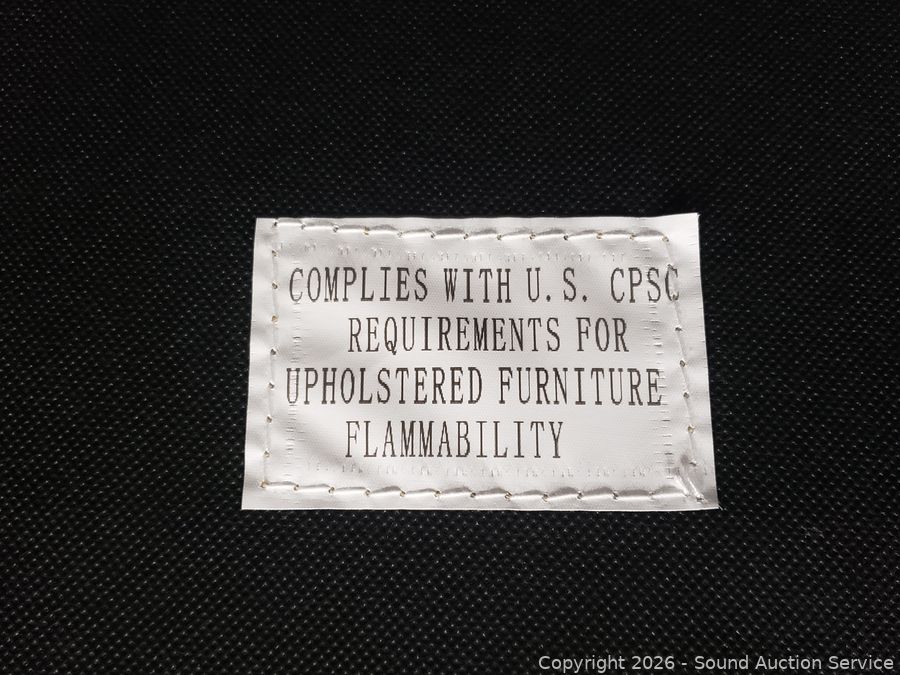 COMPLIES WITH U.S. CPSC
REQUIREMENTS FOR
UPHOLSTERED FURNITURE
FLAMMABILITY
Copyright 2026 - Sound Auction Service